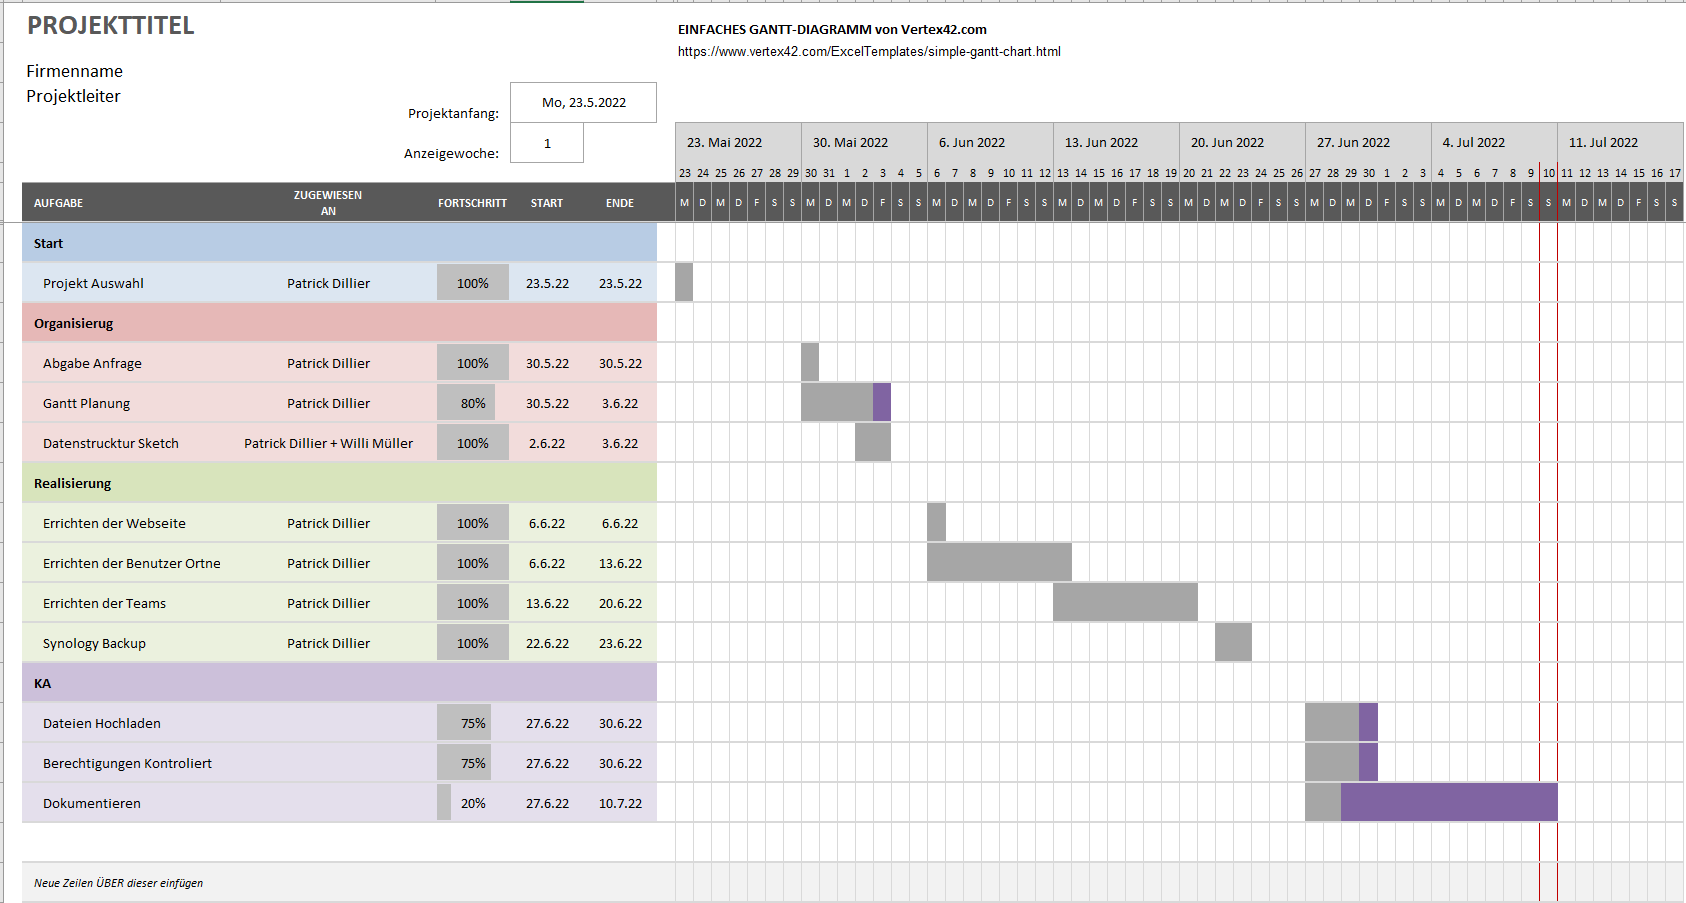 PROJEKTTITEL
EINFACHES GANTT-DIAGRAMM von Vertex42.com
https://www.vertex42.com/ExcelTemplates/simple-gantt-chart.html
Firmenname
Projektleiter
Projektanfang: Mo, 23.5.2022
Anzeigewoche: 1
23. Mai 2022 30. Mai 2022 6. Jun 2022 13. Jun 2022 20. Jun 2022 27. Jun 2022 4. Jul 2022 11. Jul 2022
23 24 25 26 27 28 29 30 31 1 2 3 4 5 6 7 8 9 10 11 12 13 14 15 16 17 18 19 20 21 22 23 24 25 26 27 28 29 30 1 2 3 4 5 6 7 8 9 10 11 12 13 14 15 16 17
AUFGABE ZUGEWIESEN AN FORTSCHRITT START ENDE M D M D F S S M D M D F S S M D M D F S S M D M D F S S M D M D F S S M D M D F S S M D M D F S S M D M D F S S
Start
Projekt Auswahl Patrick Dillier 100% 23.5.22 23.5.22
Organisierug
Abgabe Anfrage Patrick Dillier 100% 30.5.22 30.5.22
Gantt Planung Patrick Dillier 80% 30.5.22 3.6.22
Datenstrucktur Sketch Patrick Dillier + Willi Müller 100% 2.6.22 3.6.22
Realisierung
Errichten der Webseite Patrick Dillier 100% 6.6.22 6.6.22
Errichten der Benutzer Ortne Patrick Dillier 100% 6.6.22 13.6.22
Errichten der Teams Patrick Dillier 100% 13.6.22 20.6.22
Synology Backup Patrick Dillier 100% 22.6.22 23.6.22
KA
Dateien Hochladen 75% 27.6.22 30.6.22
Berechtigungen Kontroliert 75% 27.6.22 30.6.22
Dokumentieren 20% 27.6.22 10.7.22
Neue Zeilen ÜBER dieser einfügen